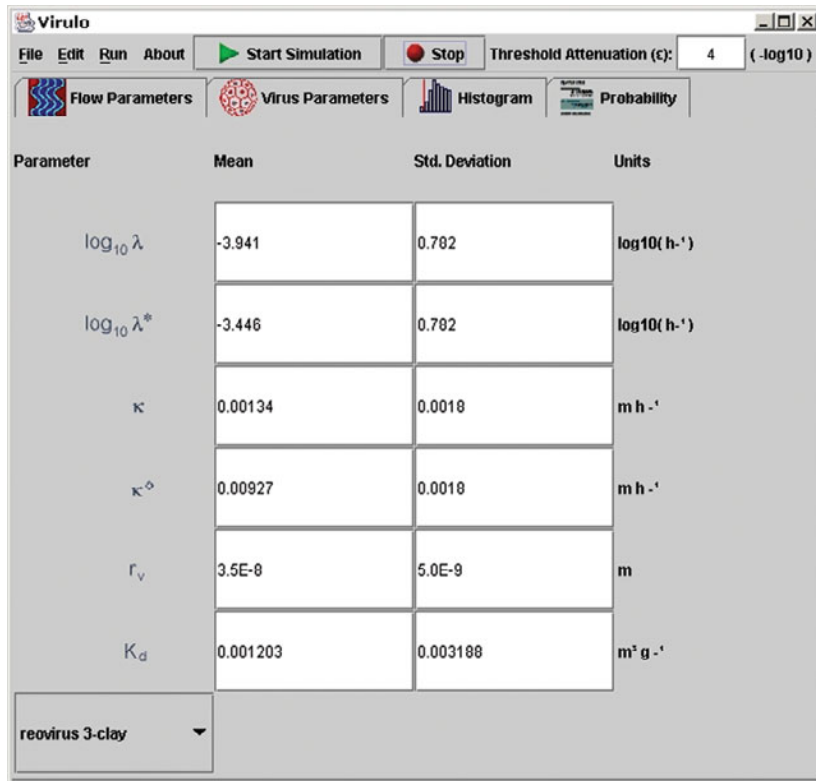 Virulo
File Edit Run About Start Simulation Stop Threshold Attenuation (ε): 4 ( -log10 )
Flow Parameters Virus Parameters Histogram Probability
Parameter Mean Std. Deviation Units
log₁₀ λ -3.941 0.782 log10( h-¹ )
log₁₀ λ* -3.446 0.782 log10( h-¹ )
κ 0.00134 0.0018 m h -¹
κ⋄ 0.00927 0.0018 m h -¹
rᵥ 3.5E-8 5.0E-9 m
K_d 0.001203 0.003188 m³ g -¹
reovirus 3-clay